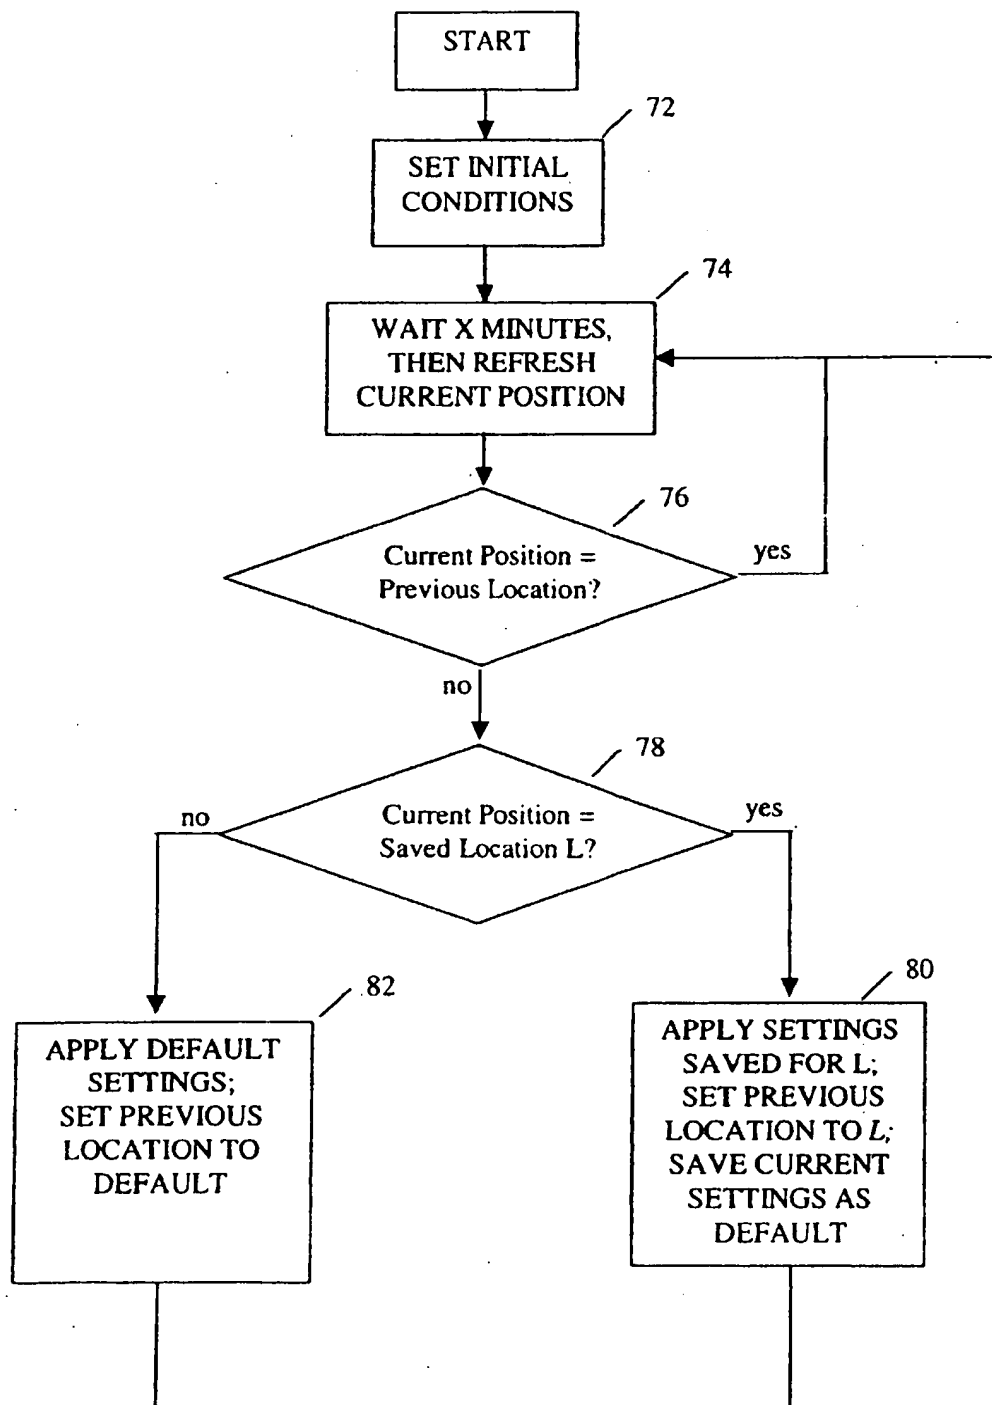 START
72
SET INITIAL
CONDITIONS
74
WAIT X MINUTES,
THEN REFRESH
CURRENT POSITION
76
Current Position =
Previous Location?
yes
no
78
Current Position =
Saved Location L?
no
yes
82
APPLY DEFAULT
SETTINGS;
SET PREVIOUS
LOCATION TO
DEFAULT
80
APPLY SETTINGS
SAVED FOR L;
SET PREVIOUS
LOCATION TO L;
SAVE CURRENT
SETTINGS AS
DEFAULT